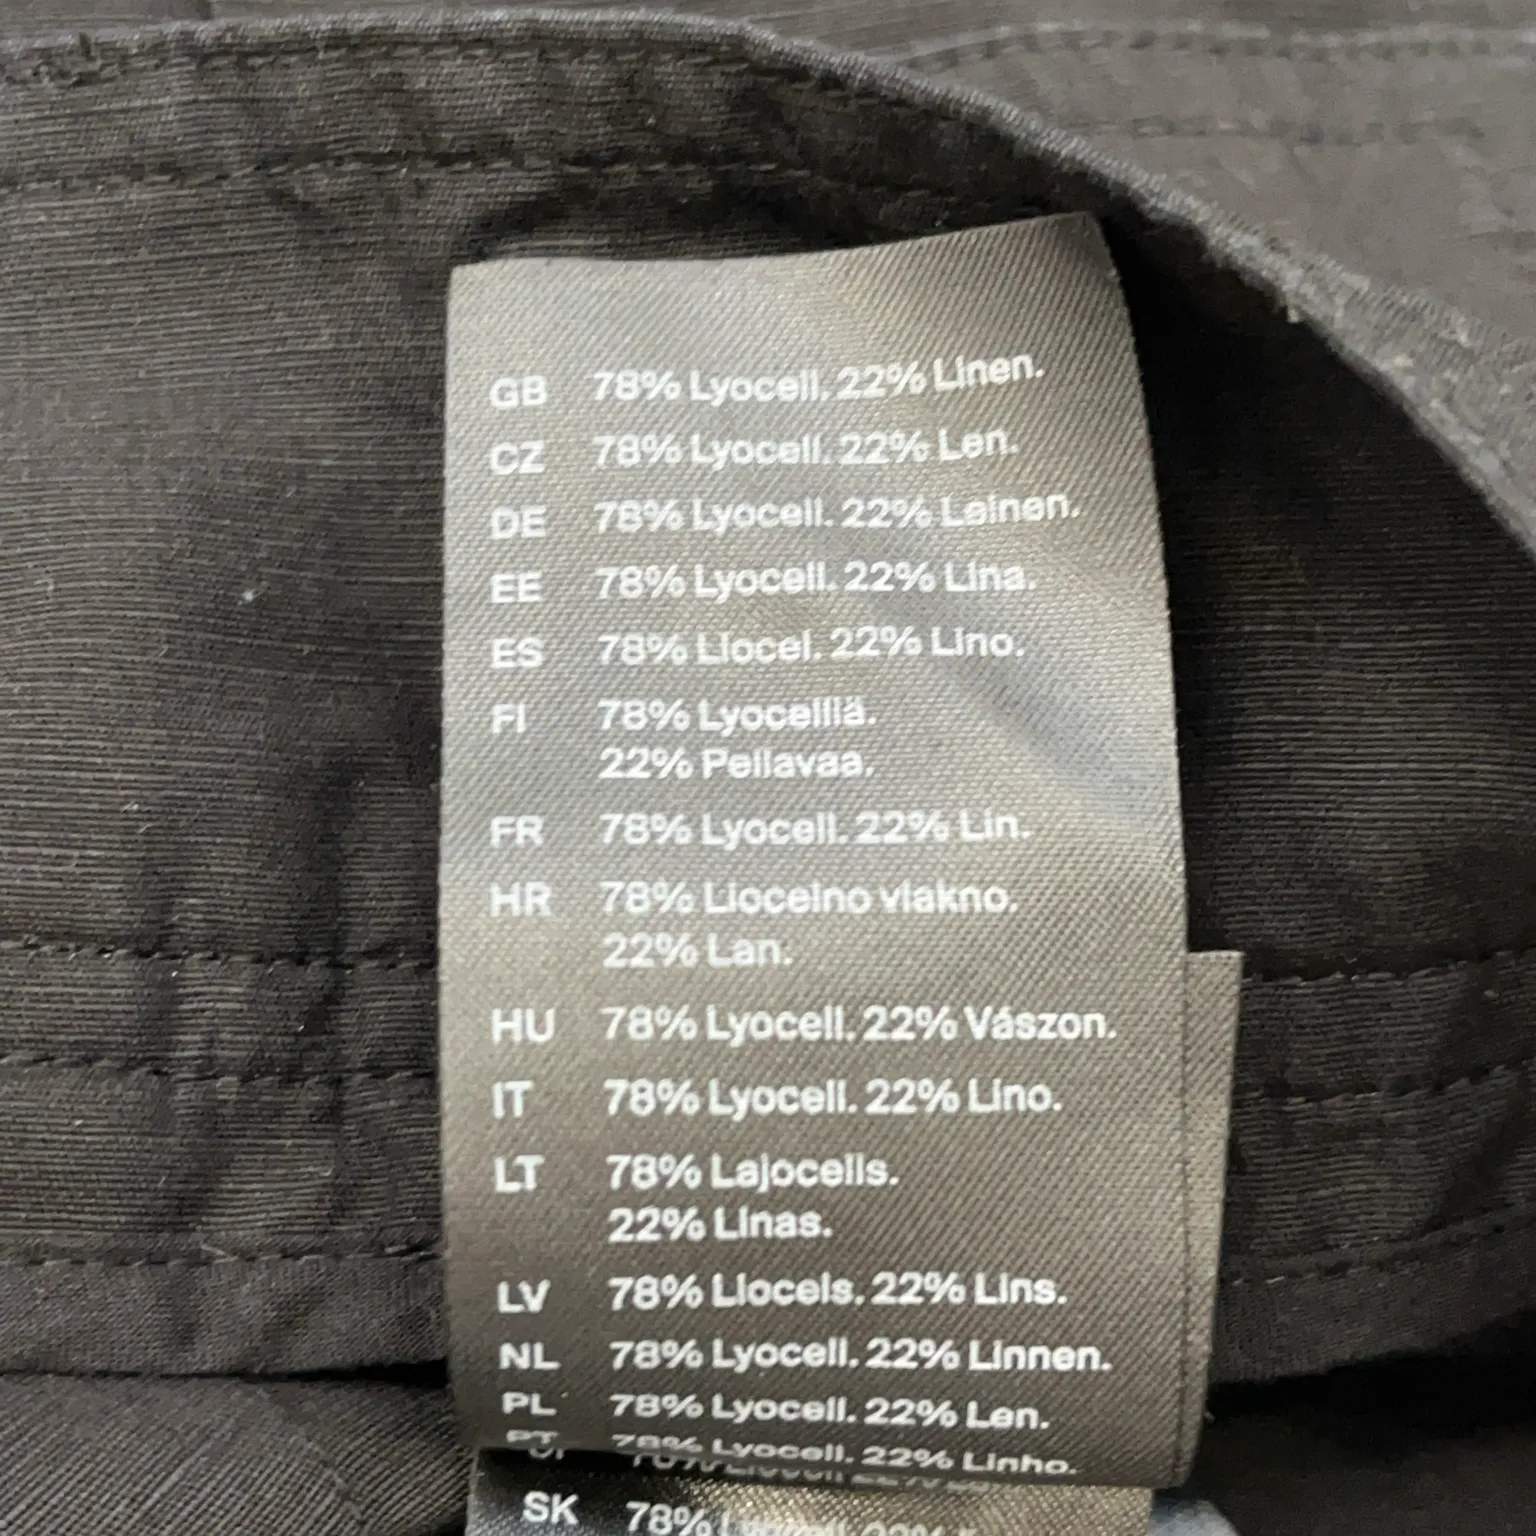 GB 78% Lyocell. 22% Linen.
CZ 78% Lyocell. 22% Len.
DE 78% Lyocell. 22% Leinen.
EE 78% Lyocell. 22% Lina.
ES 78% Liocel. 22% Lino.
FI 78% Lyocelliä.
22% Pellavaa.
FR 78% Lyocell. 22% Lin.
HR 78% Liocelno vlakno.
22% Lan.
HU 78% Lyocell. 22% Vászon.
IT 78% Lyocell. 22% Lino.
LT 78% Lajocells.
22% Linas.
LV 78% Liocels. 22% Lins.
NL 78% Lyocell. 22% Linnen.
PL 78% Lyocell. 22% Len.
PT 78% Lyocell. 22% Linho.
SK 78% Lyocell. 22%